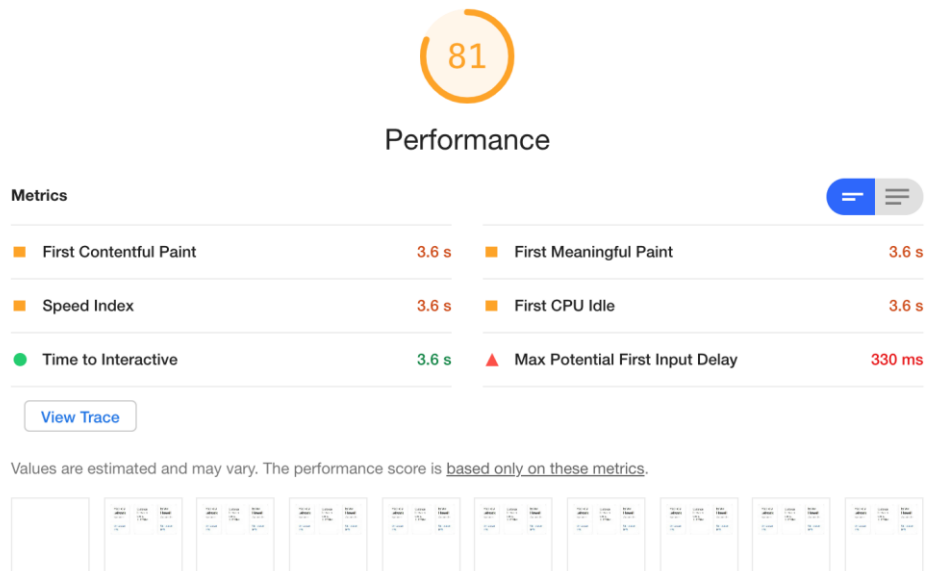 81
Performance
Metrics
First Contentful Paint 3.6 s
First Meaningful Paint 3.6 s
Speed Index 3.6 s
First CPU Idle 3.6 s
Time to Interactive 3.6 s
Max Potential First Input Delay 330 ms
View Trace
Values are estimated and may vary. The performance score is based only on these metrics.